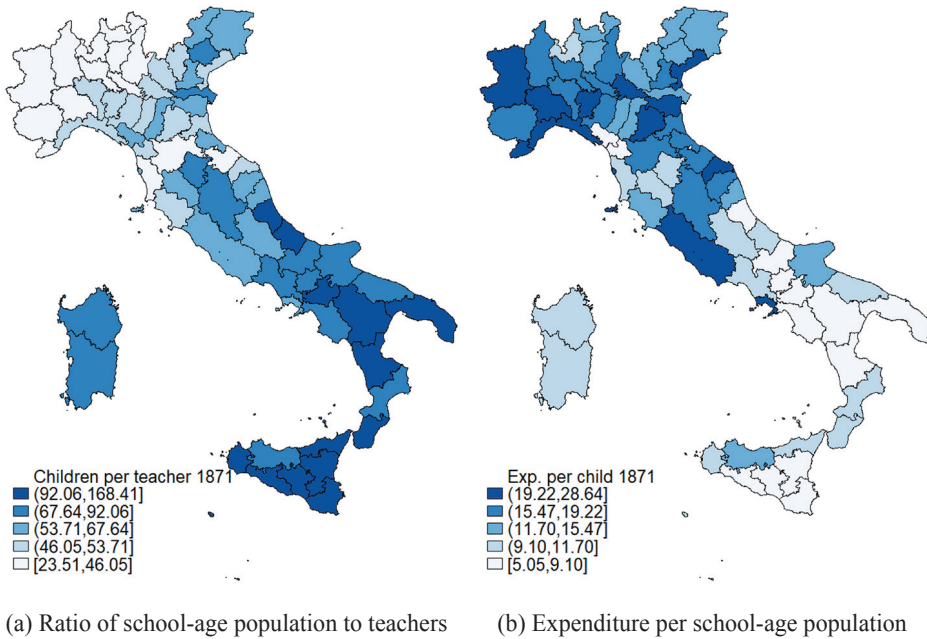 Children per teacher 1871
(92.06,168.41]
(67.64,92.06]
(53.71,67.64]
(46.05,53.71]
[23.51,46.05]
Exp. per child 1871
(19.22,28.64]
(15.47,19.22]
(11.70,15.47]
(9.10,11.70]
[5.05,9.10]
(a) Ratio of school-age population to teachers
(b) Expenditure per school-age population